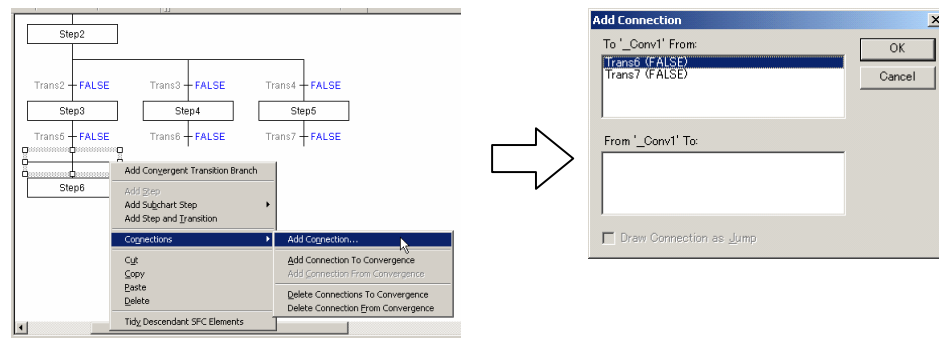 Step2
Trans2 FALSE Trans3 FALSE Trans4 FALSE
Step3 Step4 Step5
Trans5 FALSE Trans6 FALSE Trans7 FALSE
Step6
Add Convergent Transition Branch
Add Step
Add Subchart Step
Add Step and Transition
Connections
Cut
Copy
Paste
Delete
Tidy Descendant SFC Elements
Add Connection...
Add Connection To Convergence
Add Connection From Convergence
Delete Connections To Convergence
Delete Connection From Convergence
Add Connection
To '_Conv1' From:
Trans6 (FALSE)
Trans7 (FALSE)
OK
Cancel
From '_Conv1' To:
Draw Connection as Jump